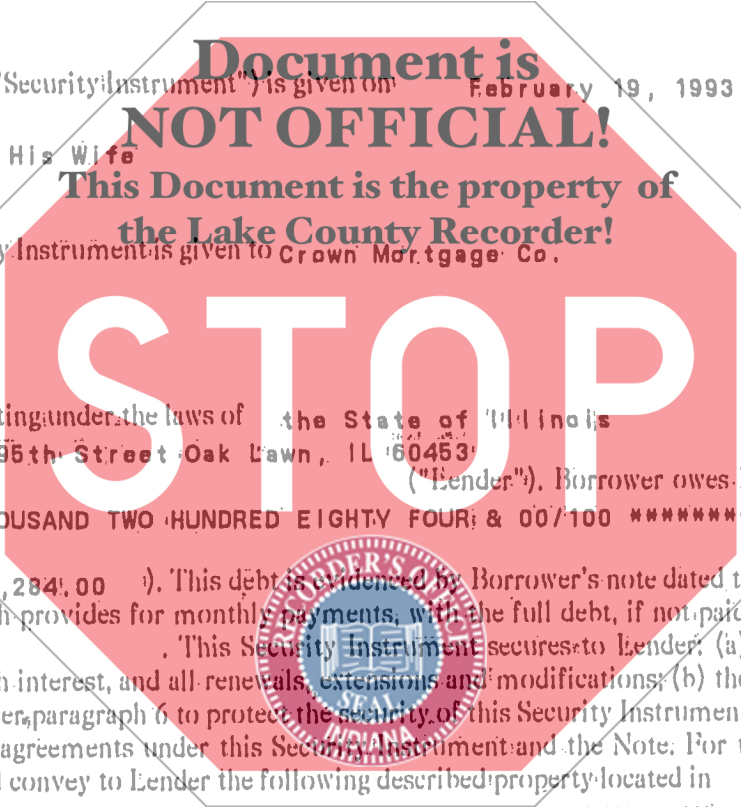 Document is
"Security Instrument") is given on February 19, 1993
NOT OFFICIAL!
His Wife
This Document is the property of
the Lake County Recorder!
Instrument is given to Crown Mortgage Co.
STOP
ting under the laws of the State of Illinois
95th Street Oak Lawn, IL 60453
("Lender"). Borrower owes
OUSAND TWO HUNDRED EIGHTY FOUR & 00/100 ********
,284.00 ). This debt is evidenced by Borrower's note dated t
h provides for monthly payments, with the full debt, if not paid
. This Security Instrument secures to Lender: (a)
h interest, and all renewals, extensions and modifications; (b) the
er paragraph 6 to protect the security of this Security Instrumen
agreements under this Security Instrument and the Note. For t
convey to Lender the following described property located in
RECORDER'S OFFICE
SEAL
INDIANA